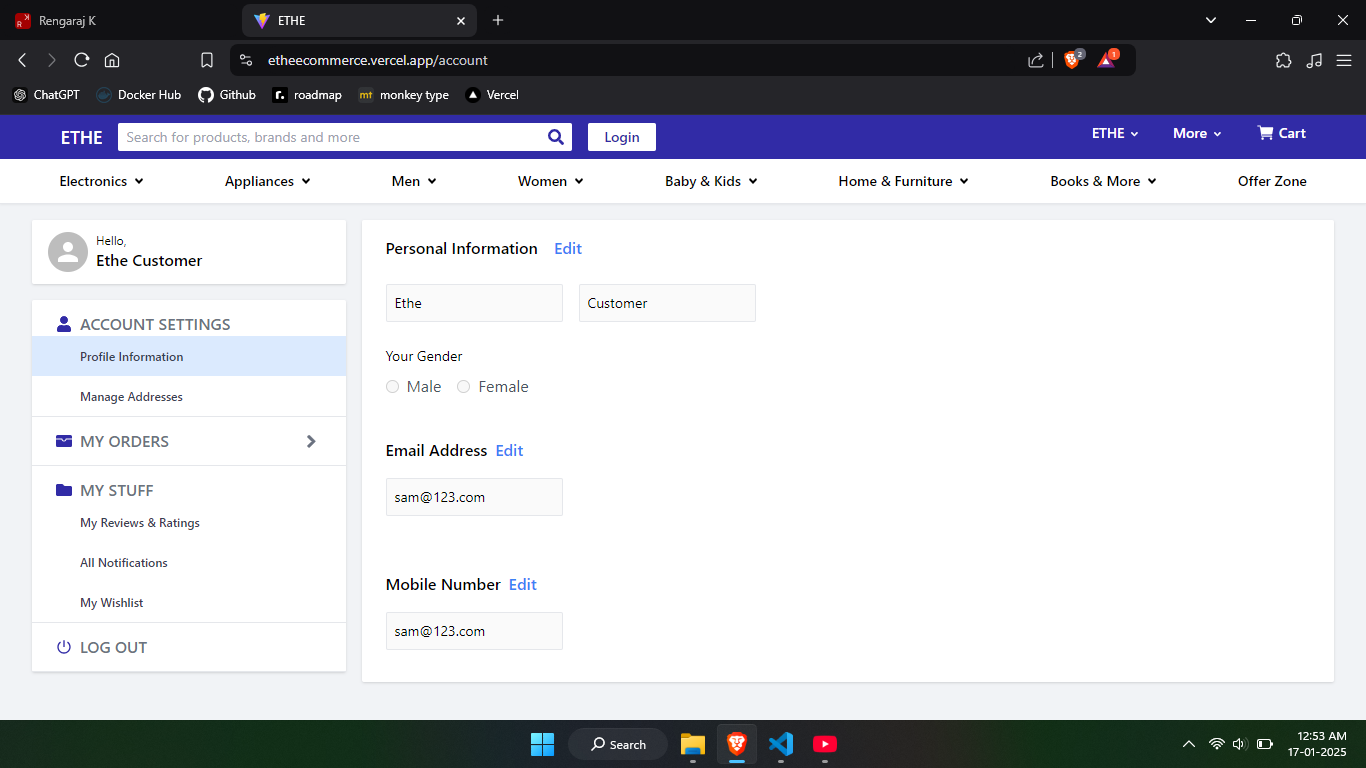 Rengaraj K
ETHE
etheecommerce.vercel.app/account
2
1
ChatGPT
Docker Hub
Github
r. roadmap
mt monkey type
Vercel
ETHE
Search for products, brands and more
Login
ETHE
More
Cart
Electronics
Appliances
Men
Women
Baby & Kids
Home & Furniture
Books & More
Offer Zone
Hello,
Ethe Customer
ACCOUNT SETTINGS
Profile Information
Manage Addresses
MY ORDERS
MY STUFF
My Reviews & Ratings
All Notifications
My Wishlist
LOG OUT
Personal Information Edit
Ethe
Customer
Your Gender
Male Female
Email Address Edit
sam@123.com
Mobile Number Edit
sam@123.com
Search
12:53 AM
17-01-2025